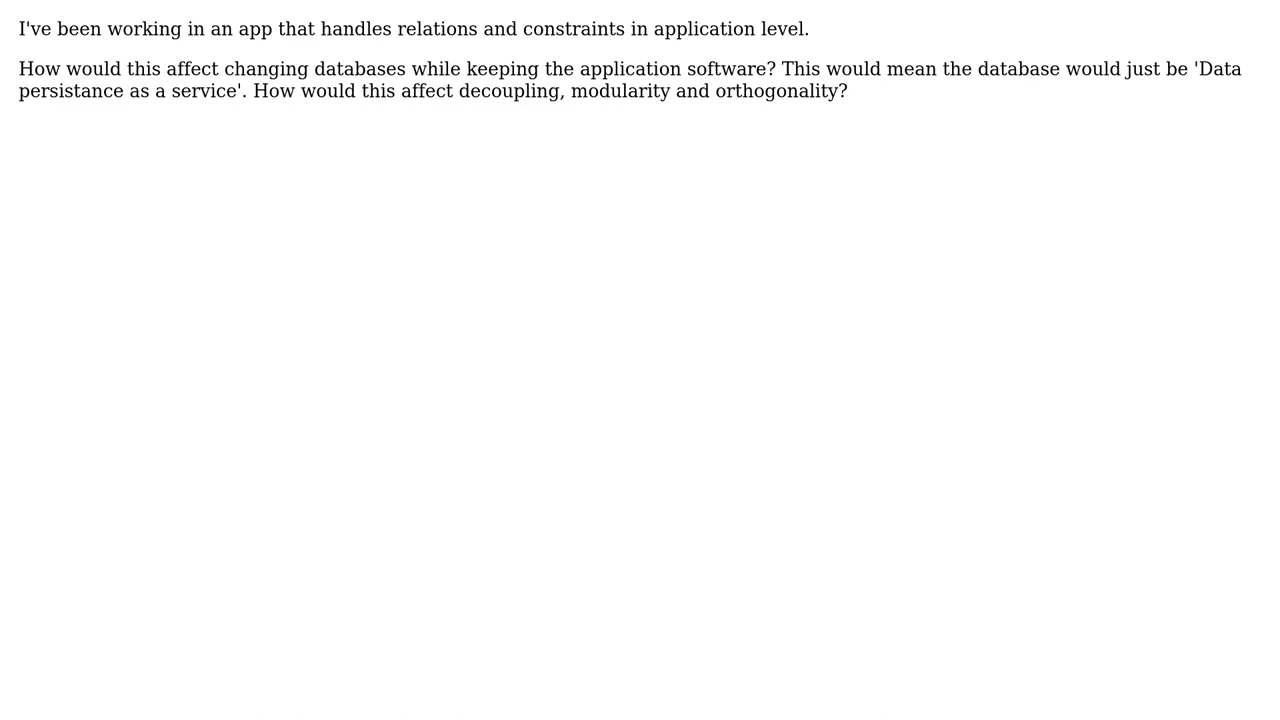 I've been working in an app that handles relations and constraints in application level.
How would this affect changing databases while keeping the application software? This would mean the database would just be 'Data
persistance as a service'. How would this affect decoupling, modularity and orthogonality?